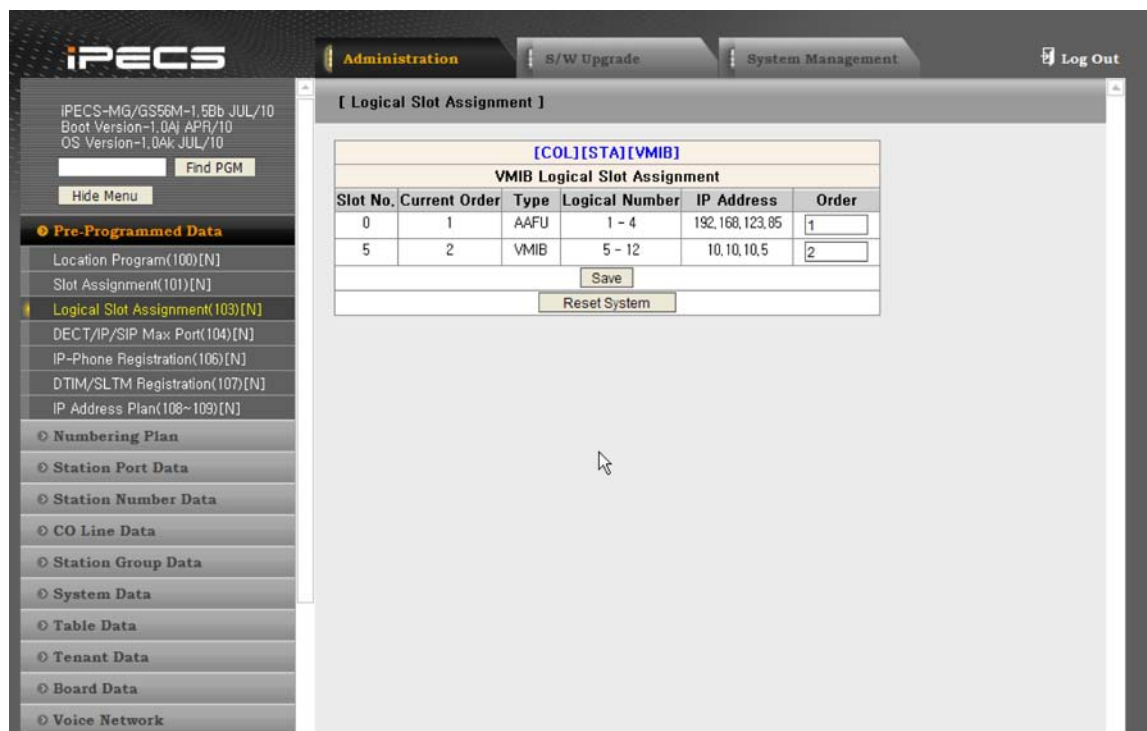 iPECS
Administration
S/W Upgrade
System Management
Log Out
iPECS-MG/GS56M-1.5Bb JUL/10
Boot Version-1.0Aj APR/10
OS Version-1.0Ak JUL/10
Find PGM
Hide Menu
Pre-Programmed Data
Location Program(100)[N]
Slot Assignment(101)[N]
Logical Slot Assignment(103)[N]
DECT/IP/SIP Max Port(104)[N]
IP-Phone Registration(106)[N]
DTIM/SLTM Registration(107)[N]
IP Address Plan(108~109)[N]
Numbering Plan
Station Port Data
Station Number Data
CO Line Data
Station Group Data
System Data
Table Data
Tenant Data
Board Data
Voice Network
[ Logical Slot Assignment ]
[COL][STA][VMIB]
VMIB Logical Slot Assignment
Slot No. Current Order Type Logical Number IP Address Order
0 1 AAFU 1 - 4 192.168.123.85 1
5 2 VMIB 5 - 12 10.10.10.5 2
Save
Reset System